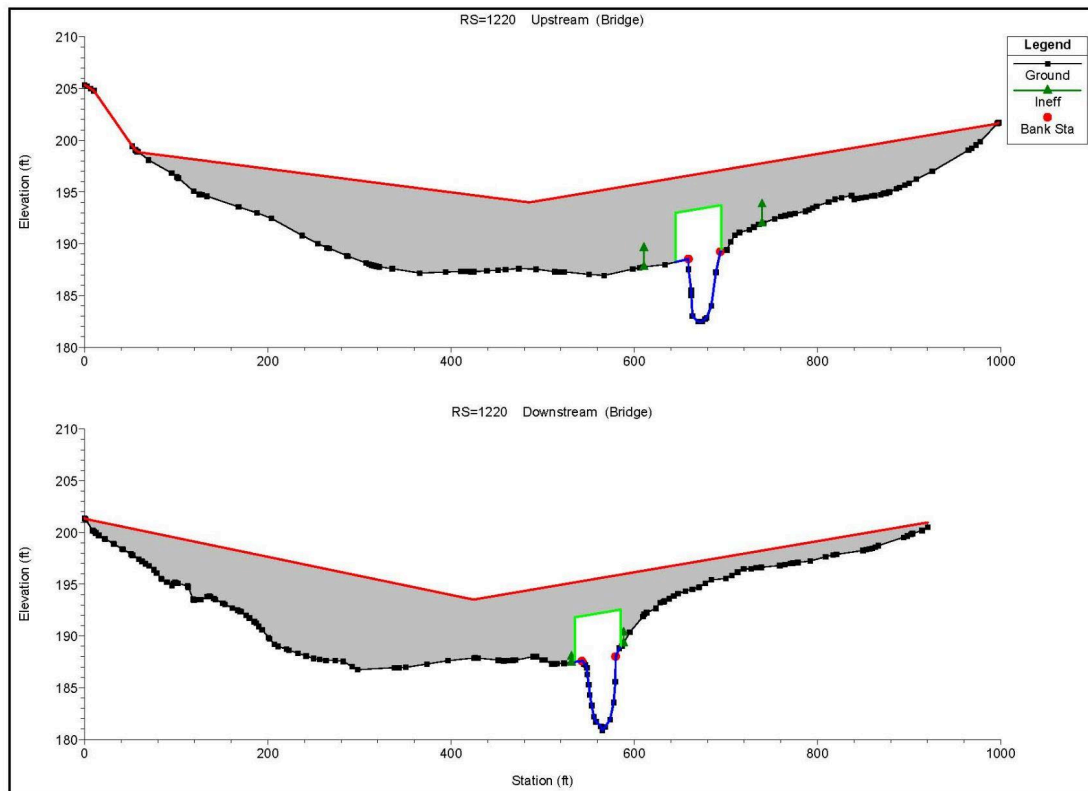 RS=1220 Upstream (Bridge)
210
205
200
195
190
185
180
Elevation (ft)
0
200
400
600
800
1000
Legend
Ground
Ineff
Bank Sta
RS=1220 Downstream (Bridge)
210
205
200
195
190
185
180
Elevation (ft)
0
200
400
600
800
1000
Station (ft)